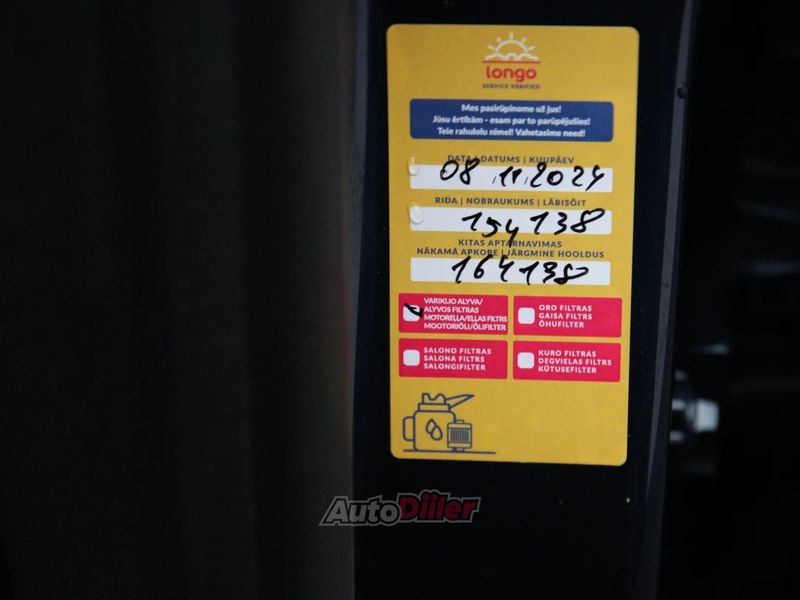 longo
SERVICE VERIFIED
Mes pasirūpinome už jus!
Jūsu ērtībām - esam par to parūpējušies!
Teie rahulolu nimel! Vahetasime need!
DATA | DATUMS | KUUPÄEV
08.11.2024
RIDA | NOBRAUKUMS | LÄBISÕIT
154138
KITAS APTARNAVIMAS
NĀKAMĀ APKOPE | JÄRGMINE HOOLDUS
164138
VARIKLIO ALYVA/
ALYVOS FILTRAS
MOTOREĻĻA/EĻĻAS FILTRS
MOOTORIÕLI/ÕLIFILTER
ORO FILTRAS
GAISA FILTRS
ÕHUFILTER
SALONO FILTRAS
SALONA FILTRS
SALONGIFILTER
KURO FILTRAS
DEGVIELAS FILTRS
KÜTUSEFILTER
AutoDiiler